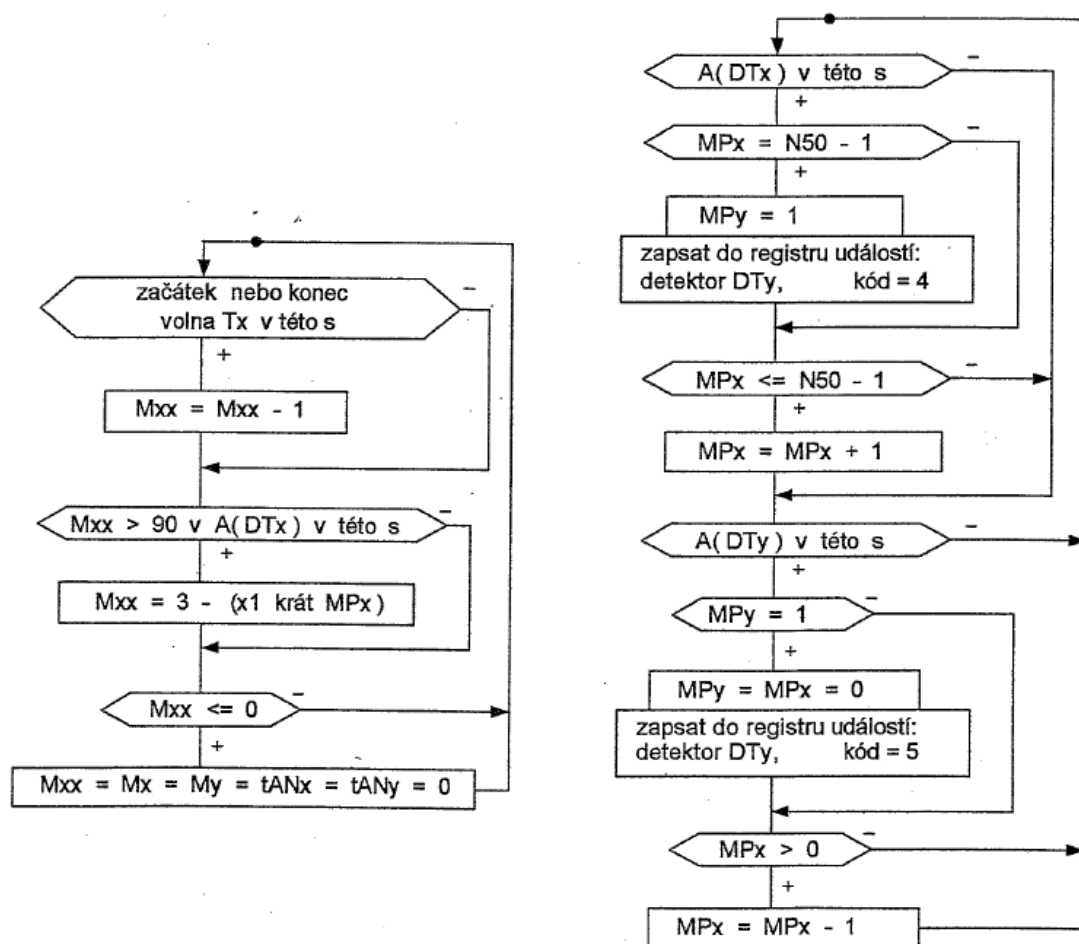 začátek nebo konec
volna Tx v této s
-
+
Mxx = Mxx - 1
Mxx > 90 v A(DTx) v této s
-
+
Mxx = 3 - (x1 krát MPx)
Mxx <= 0
-
+
Mxx = Mx = My = tANx = tANy = 0
A(DTx) v této s
-
+
MPx = N50 - 1
-
+
MPy = 1
zapsat do registru událostí:
detektor DTy, kód = 4
MPx <= N50 - 1
-
+
MPx = MPx + 1
A(DTy) v této s
-
+
MPy = 1
-
+
MPy = MPx = 0
zapsat do registru událostí:
detektor DTy, kód = 5
MPx > 0
-
+
MPx = MPx - 1